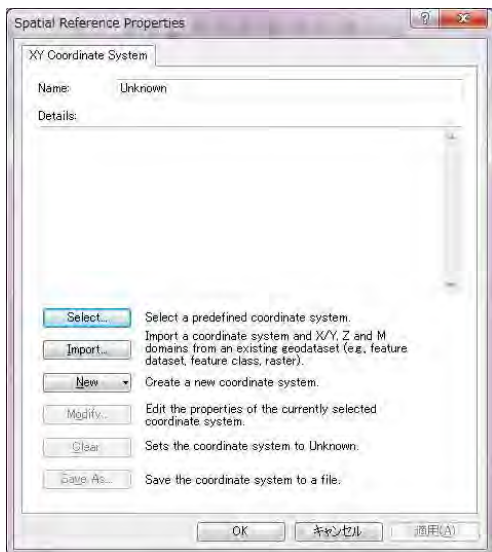 Spatial Reference Properties
XY Coordinate System
Name: Unknown
Details:
Select... Select a predefined coordinate system.
Import... Import a coordinate system and X/Y, Z and M
domains from an existing geodataset (e.g., feature
dataset, feature class, raster).
New Create a new coordinate system.
Modify... Edit the properties of the currently selected
coordinate system.
Clear Sets the coordinate system to Unknown.
Save As... Save the coordinate system to a file.
OK キャンセル 適用(A)